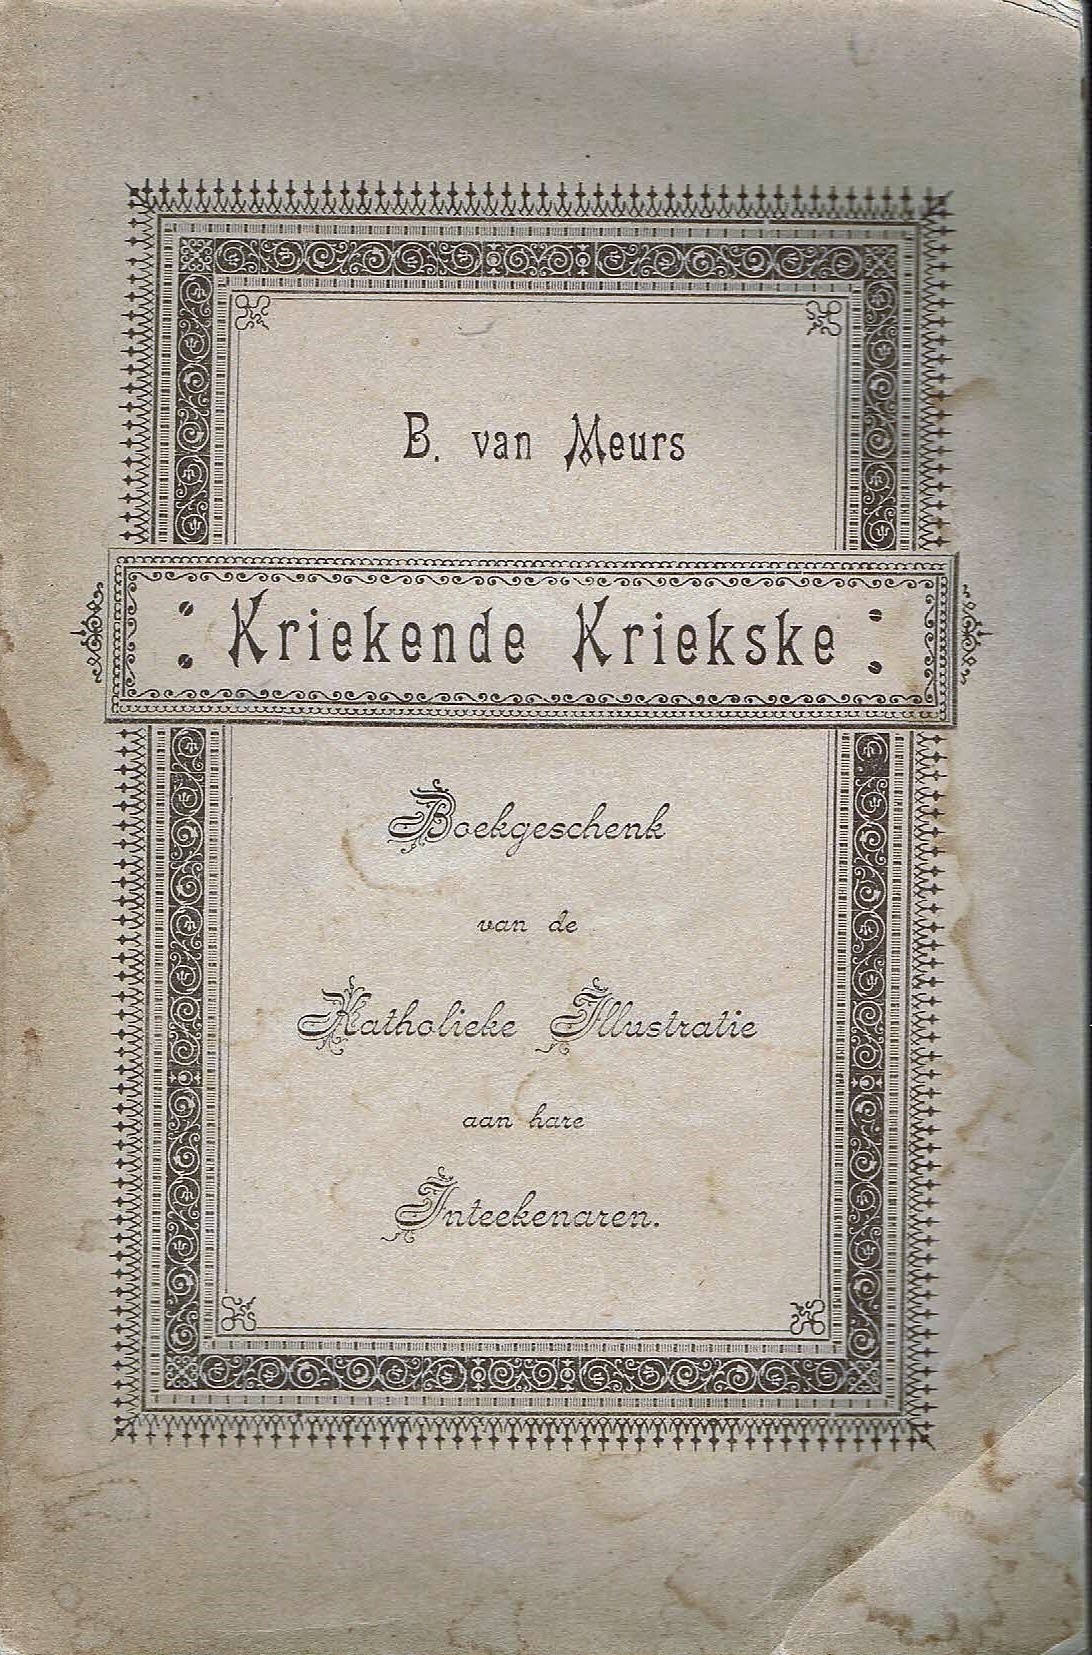 B. van Meurs
Kriekende Kriekske
Boekgeschenk
van de
Katholieke Illustratie
aan hare
Inteekenaren.